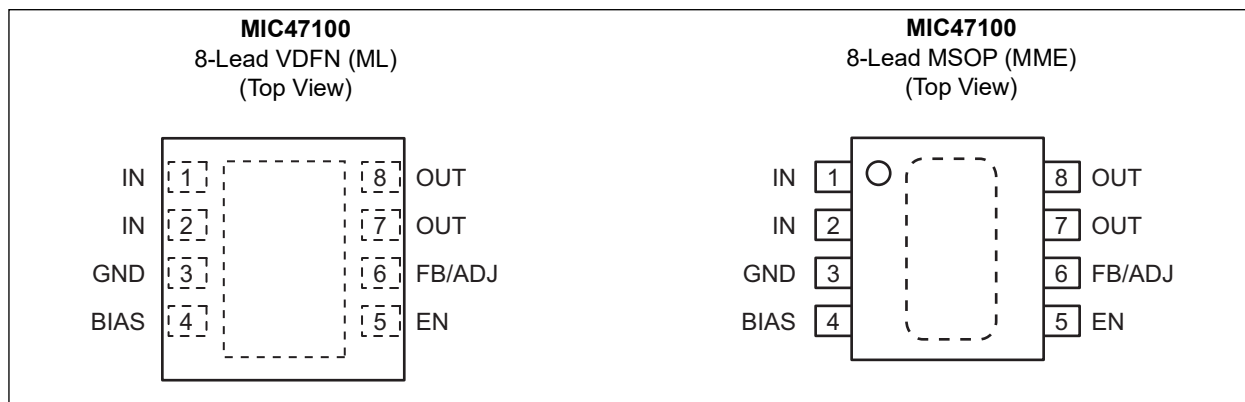 MIC47100
8-Lead VDFN (ML)
(Top View)
IN 1 8 OUT
IN 2 7 OUT
GND 3 6 FB/ADJ
BIAS 4 5 EN
MIC47100
8-Lead MSOP (MME)
(Top View)
IN 1 8 OUT
IN 2 7 OUT
GND 3 6 FB/ADJ
BIAS 4 5 EN